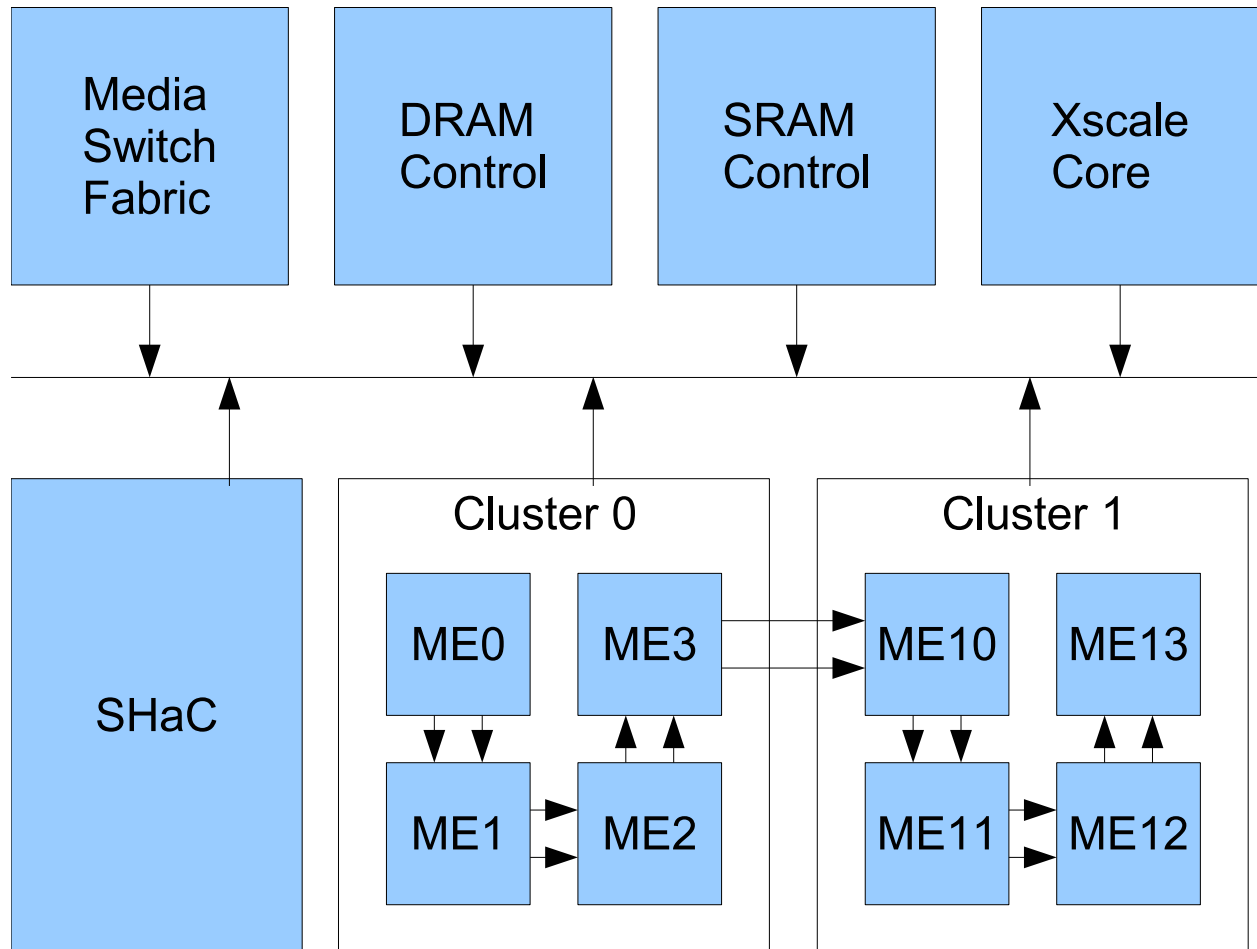 Media
Switch
Fabric
DRAM
Control
SRAM
Control
Xscale
Core
SHaC
Cluster 0
ME0
ME3
ME1
ME2
Cluster 1
ME10
ME13
ME11
ME12